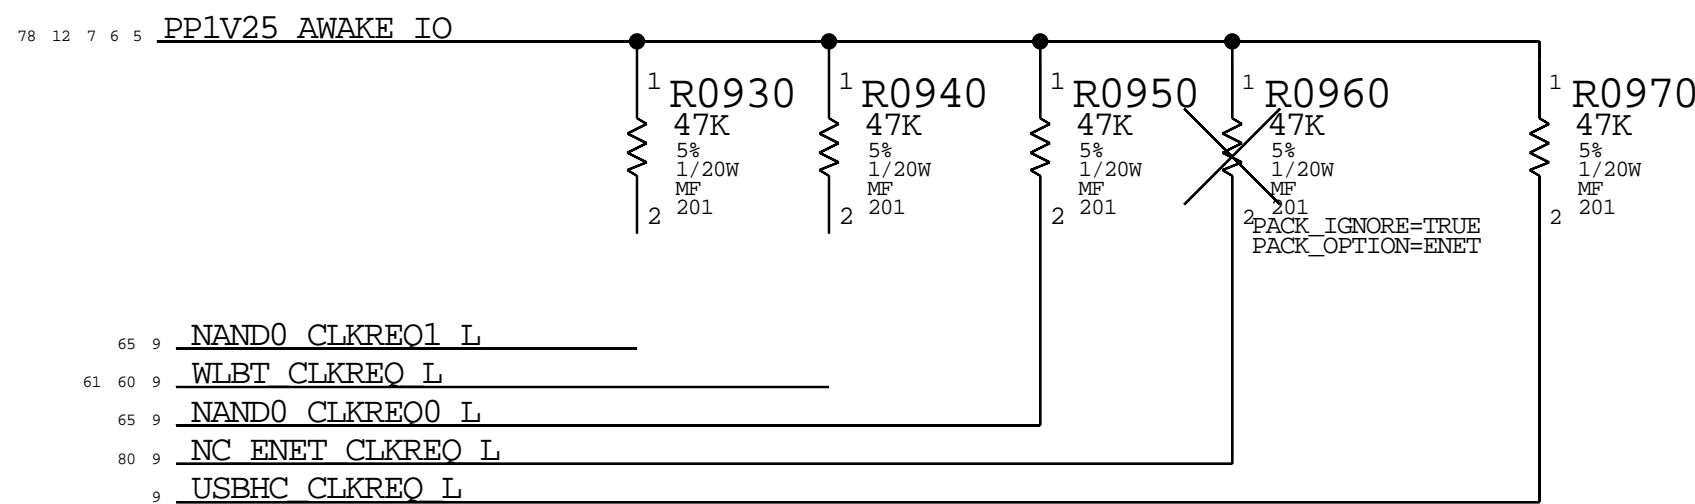 78 12 7 6 5 PP1V25_AWAKE_IO
1 R0930
47K
5%
1/20W
MF
201
2
1 R0940
47K
5%
1/20W
MF
201
2
1 R0950
47K
5%
1/20W
MF
201
2
1 R0960
47K
5%
1/20W
MF
201
2
PACK_IGNORE=TRUE
PACK_OPTION=ENET
1 R0970
47K
5%
1/20W
MF
201
2
65 9 NAND0_CLKREQ1_L
61 60 9 WLBT_CLKREQ_L
65 9 NAND0_CLKREQ0_L
80 9 NC_ENET_CLKREQ_L
9 USBHC_CLKREQ_L